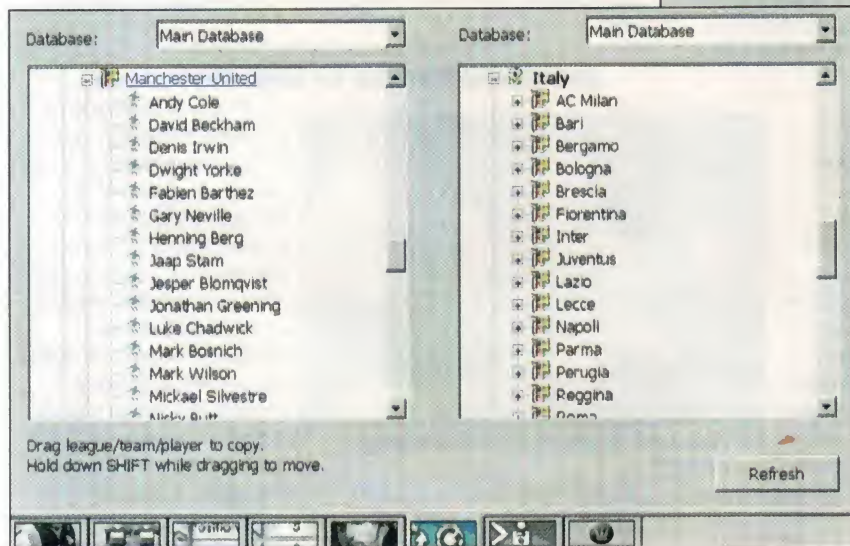 Database:
Main Database
Manchester United
Andy Cole
David Beckham
Denis Irwin
Dwight Yorke
Fabien Barthez
Gary Neville
Henning Berg
Jaap Stam
Jesper Blomqvist
Jonathan Greening
Luke Chadwick
Mark Bosnich
Mark Wilson
Mickael Silvestre
Nicky Butt
Database:
Main Database
Italy
AC Milan
Bari
Bergamo
Bologna
Brescia
Fiorentina
Inter
Juventus
Lazio
Lecce
Napoli
Parma
Perugia
Reggina
Roma
Drag league/team/player to copy.
Hold down SHIFT while dragging to move.
Refresh